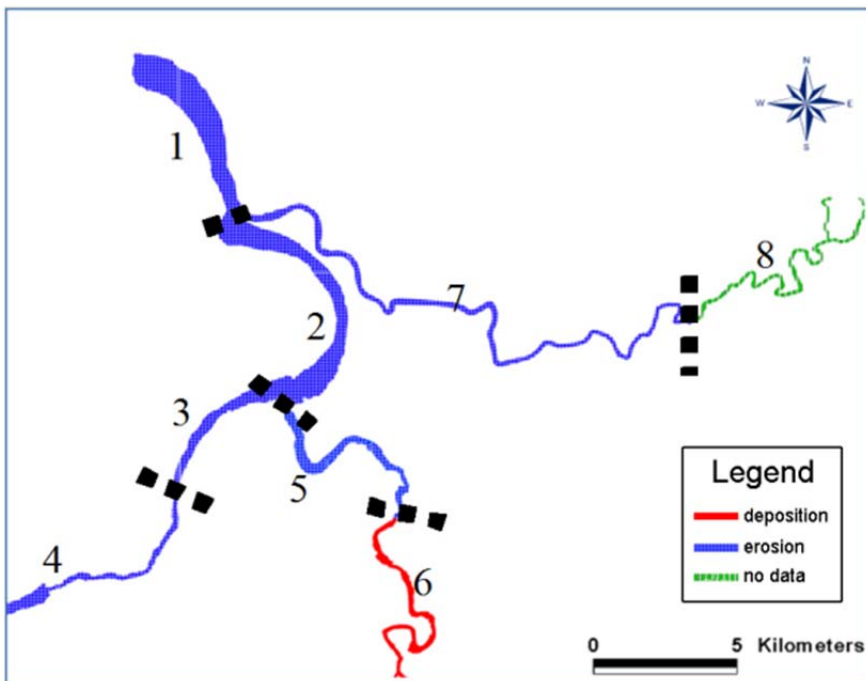 N
W E
S
1
8
7
2
3
5
4
6
Legend
deposition
erosion
no data
0 5 Kilometers